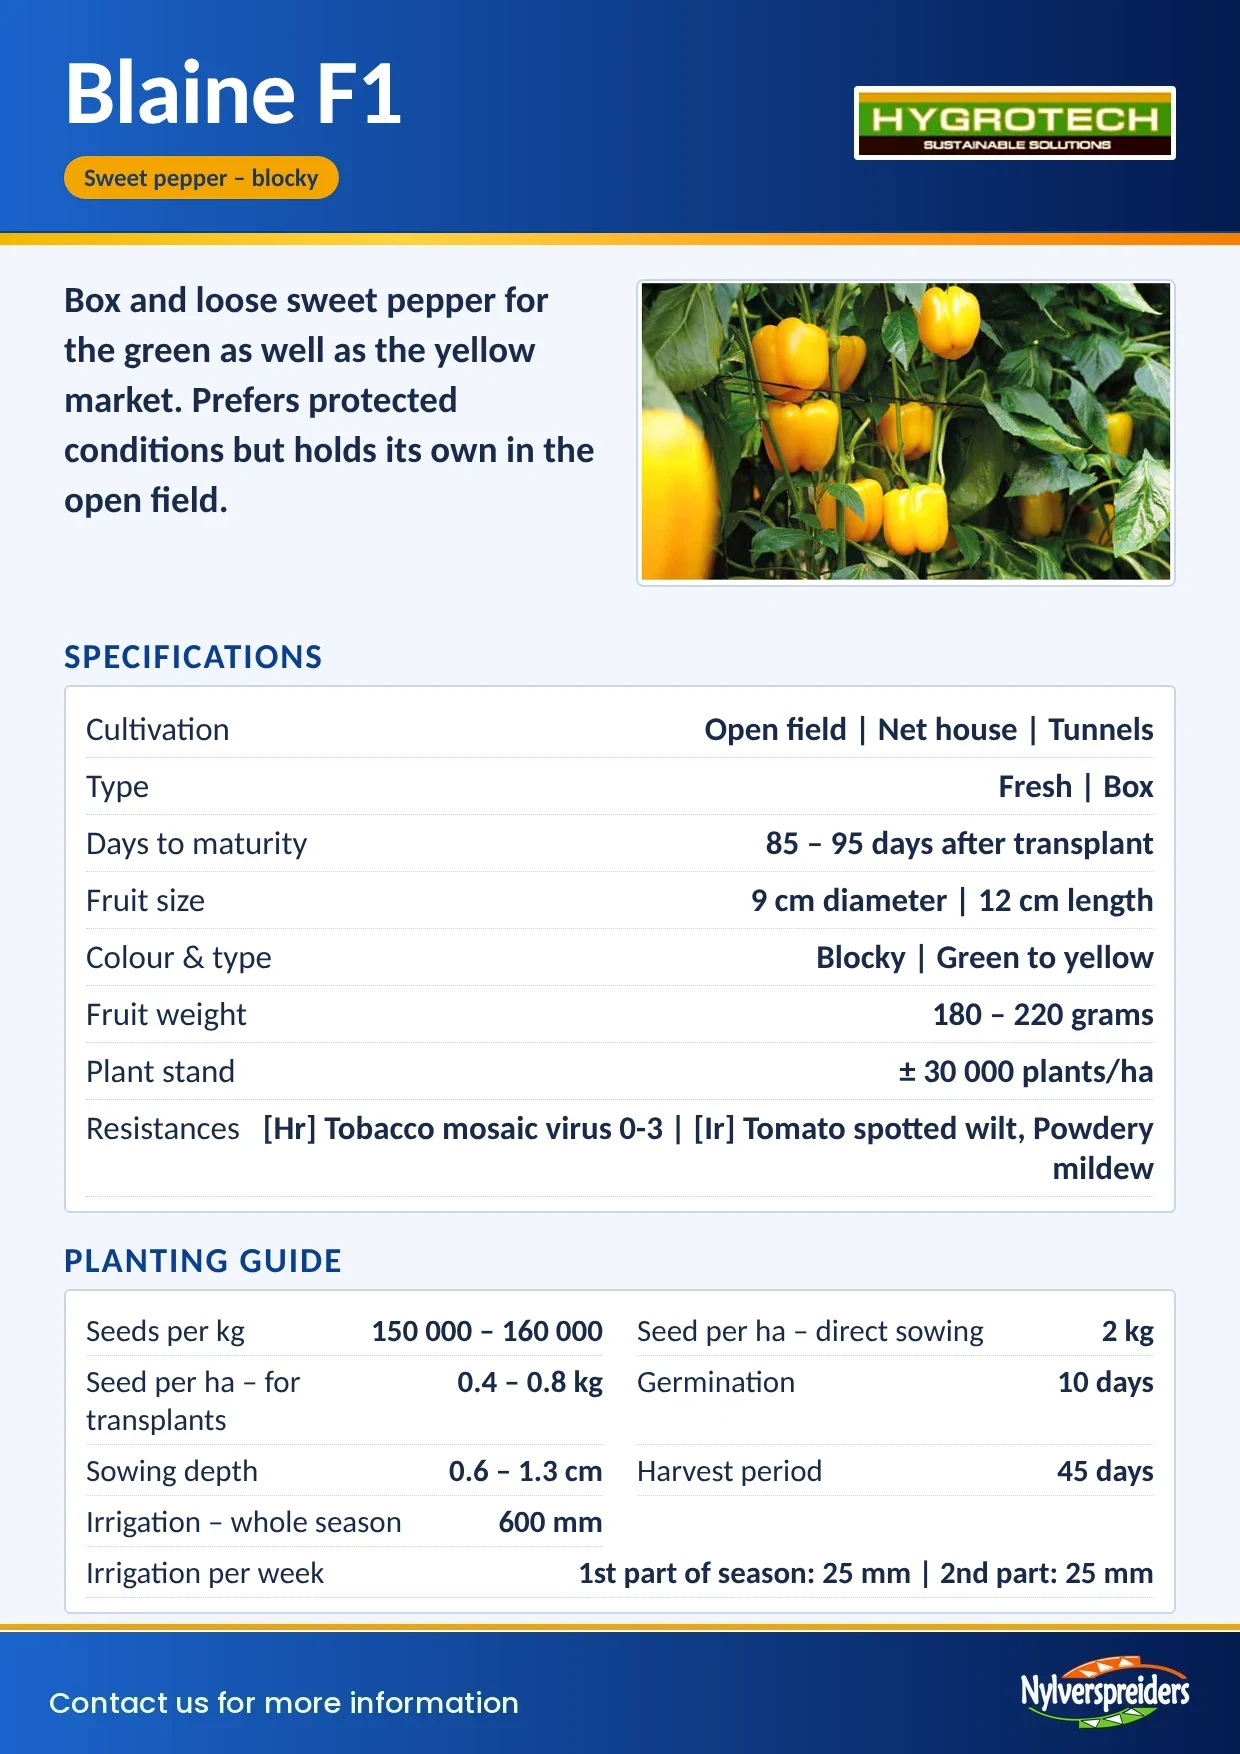 Blaine F1
HYGROTECH
SUSTAINABLE SOLUTIONS
Sweet pepper – blocky
Box and loose sweet pepper for
the green as well as the yellow
market. Prefers protected
conditions but holds its own in the
open field.
SPECIFICATIONS
Cultivation Open field | Net house | Tunnels
Type Fresh | Box
Days to maturity 85 – 95 days after transplant
Fruit size 9 cm diameter | 12 cm length
Colour & type Blocky | Green to yellow
Fruit weight 180 – 220 grams
Plant stand ± 30 000 plants/ha
Resistances [Hr] Tobacco mosaic virus 0-3 | [Ir] Tomato spotted wilt, Powdery
mildew
PLANTING GUIDE
Seeds per kg 150 000 – 160 000 Seed per ha – direct sowing 2 kg
Seed per ha – for 0.4 – 0.8 kg Germination 10 days
transplants
Sowing depth 0.6 – 1.3 cm Harvest period 45 days
Irrigation – whole season 600 mm
Irrigation per week 1st part of season: 25 mm | 2nd part: 25 mm
Contact us for more information
Nylverspreiders